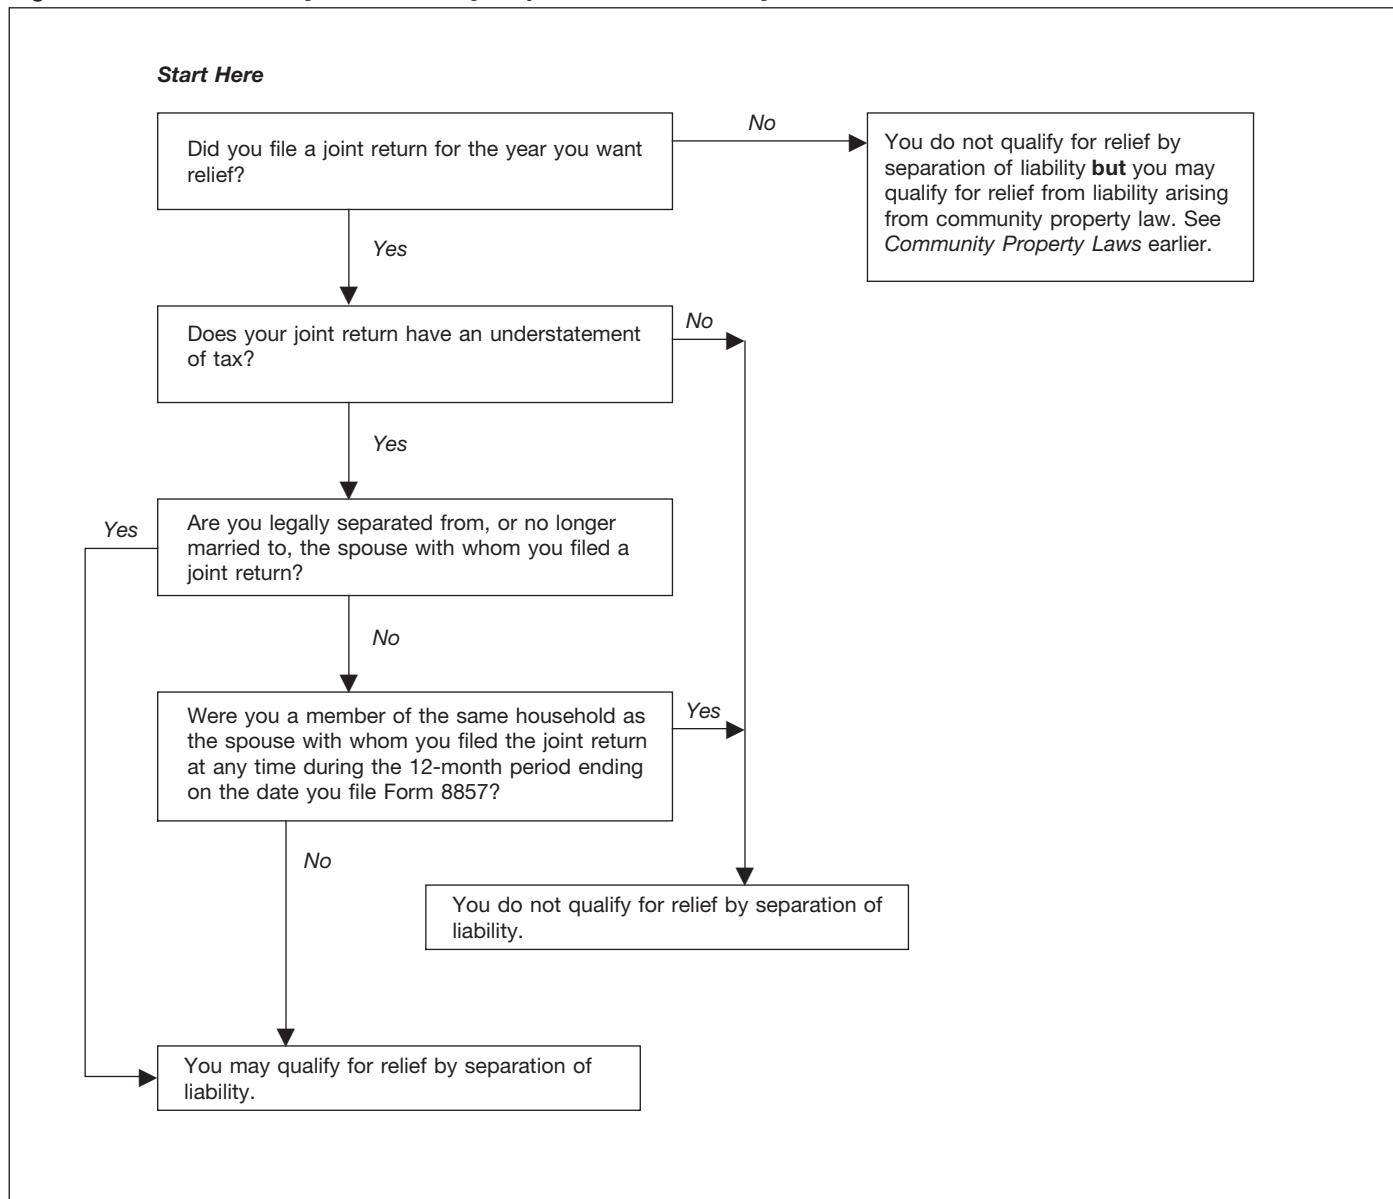 Start Here
Did you file a joint return for the year you want
relief?
No
You do not qualify for relief by
separation of liability but you may
qualify for relief from liability arising
from community property law. See
Community Property Laws earlier.
Yes
Does your joint return have an understatement
of tax?
No
Yes
Are you legally separated from, or no longer
married to, the spouse with whom you filed a
joint return?
Yes
No
Were you a member of the same household as
the spouse with whom you filed the joint return
at any time during the 12-month period ending
on the date you file Form 8857?
Yes
No
You do not qualify for relief by separation of
liability.
You may qualify for relief by separation of
liability.